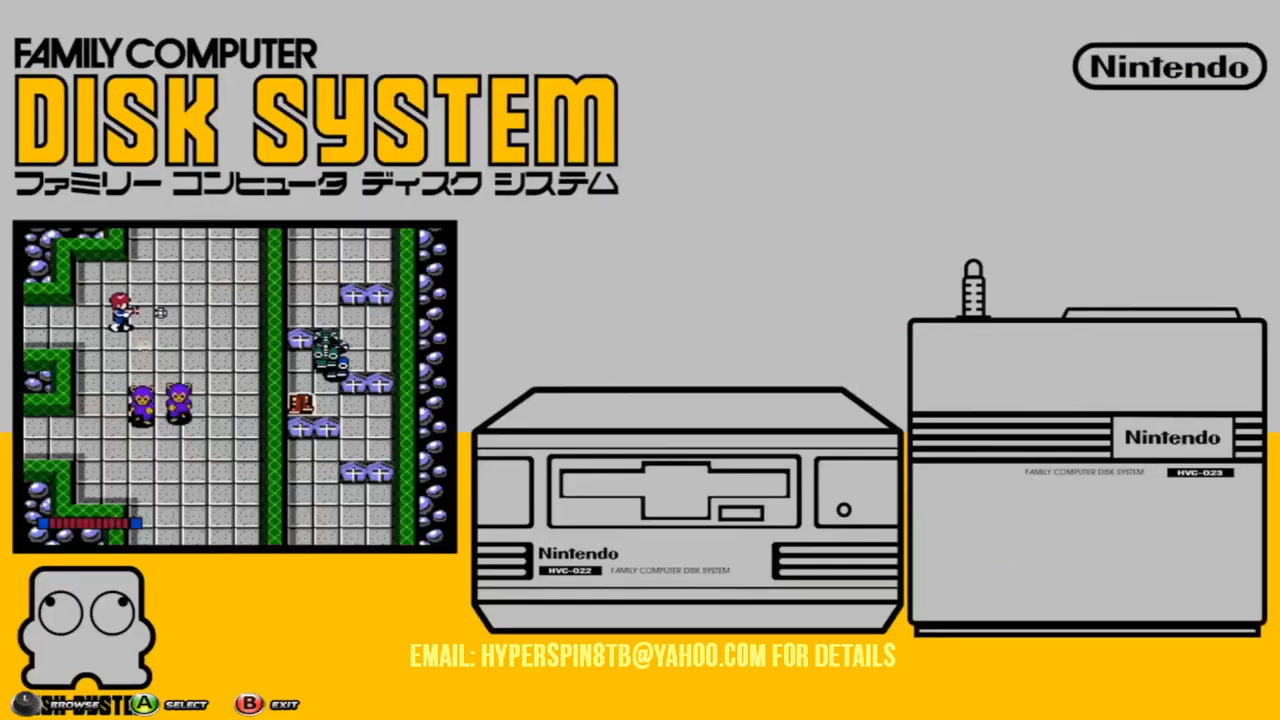 FAMILY COMPUTER
Nintendo
DISK SYSTEM
ファミリー コンピュータ ディスク システム
Nintendo
FAMILY COMPUTER DISK SYSTEM HVC-023
Nintendo
HVC-022 FAMILY COMPUTER DISK SYSTEM
EMAIL: HYPERSPIN8TB@YAHOO.COM FOR DETAILS
L BROWSE A SELECT B EXIT